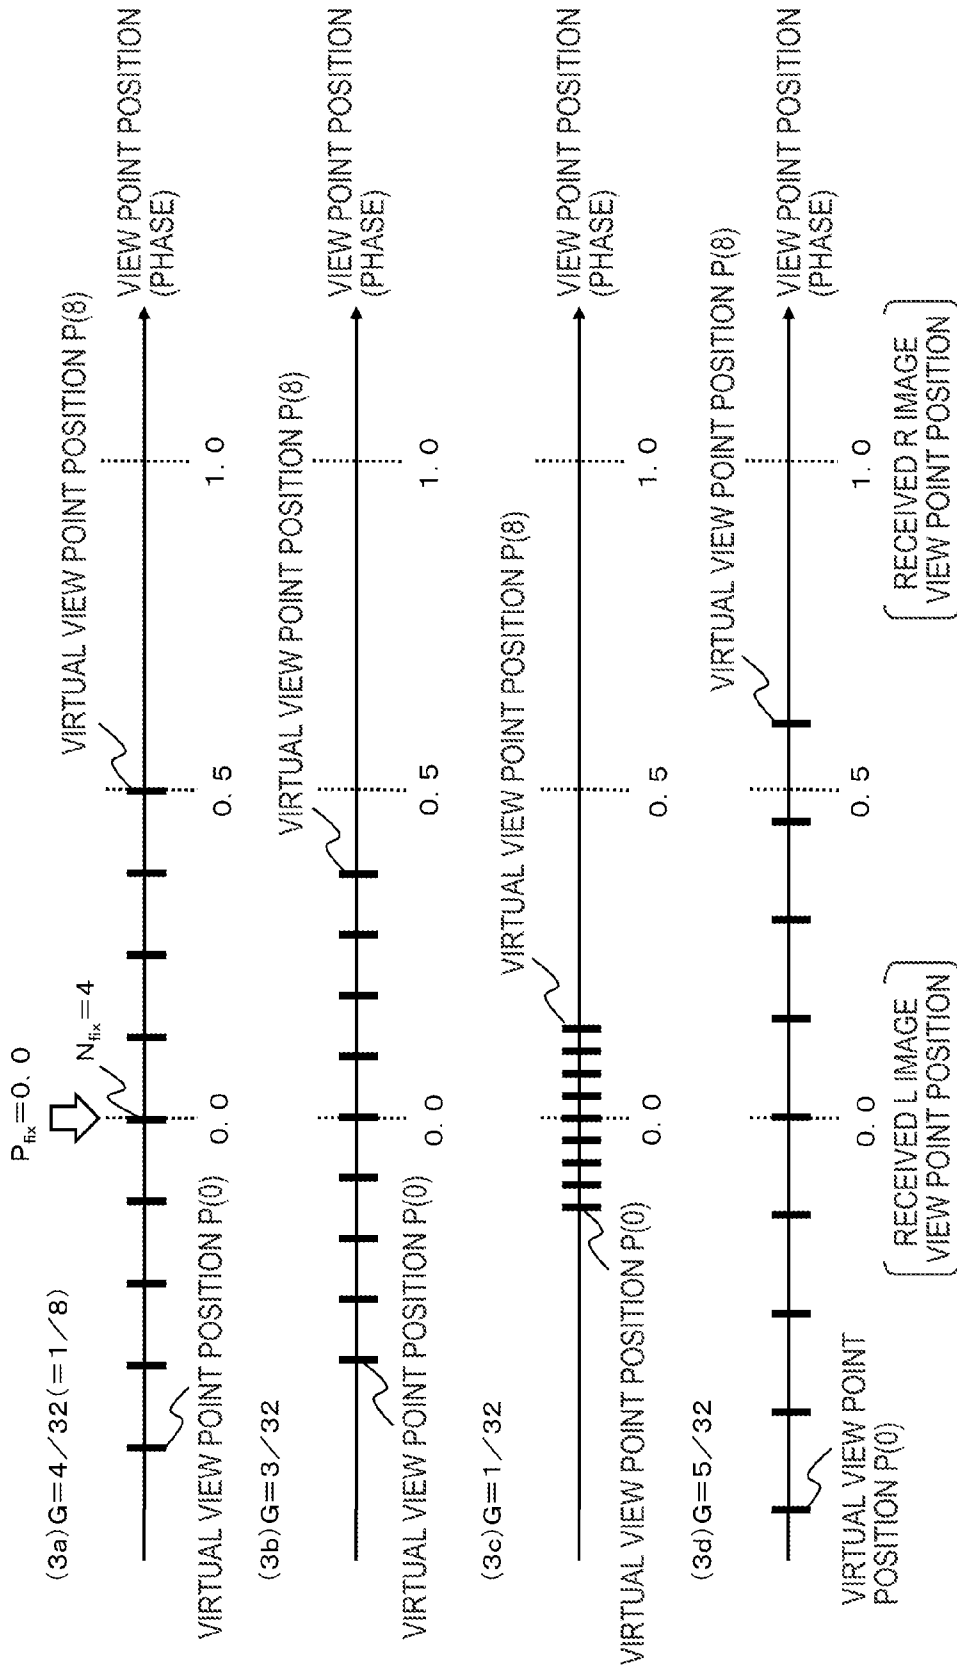 P_fix=0.0
N_fix=4
(3a)G=4/32(=1/8)
VIRTUAL VIEW POINT POSITION P(0)
0.0
0.5
1.0
VIRTUAL VIEW POINT POSITION P(8)
VIEW POINT POSITION
(PHASE)
(3b)G=3/32
VIRTUAL VIEW POINT POSITION P(0)
0.0
0.5
1.0
VIRTUAL VIEW POINT POSITION P(8)
VIEW POINT POSITION
(PHASE)
(3c)G=1/32
VIRTUAL VIEW POINT POSITION P(0)
0.0
0.5
1.0
VIRTUAL VIEW POINT POSITION P(8)
VIEW POINT POSITION
(PHASE)
(3d)G=5/32
VIRTUAL VIEW POINT
POSITION P(0)
0.0
0.5
1.0
VIRTUAL VIEW POINT POSITION P(8)
VIEW POINT POSITION
(PHASE)
RECEIVED L IMAGE
VIEW POINT POSITION
RECEIVED R IMAGE
VIEW POINT POSITION